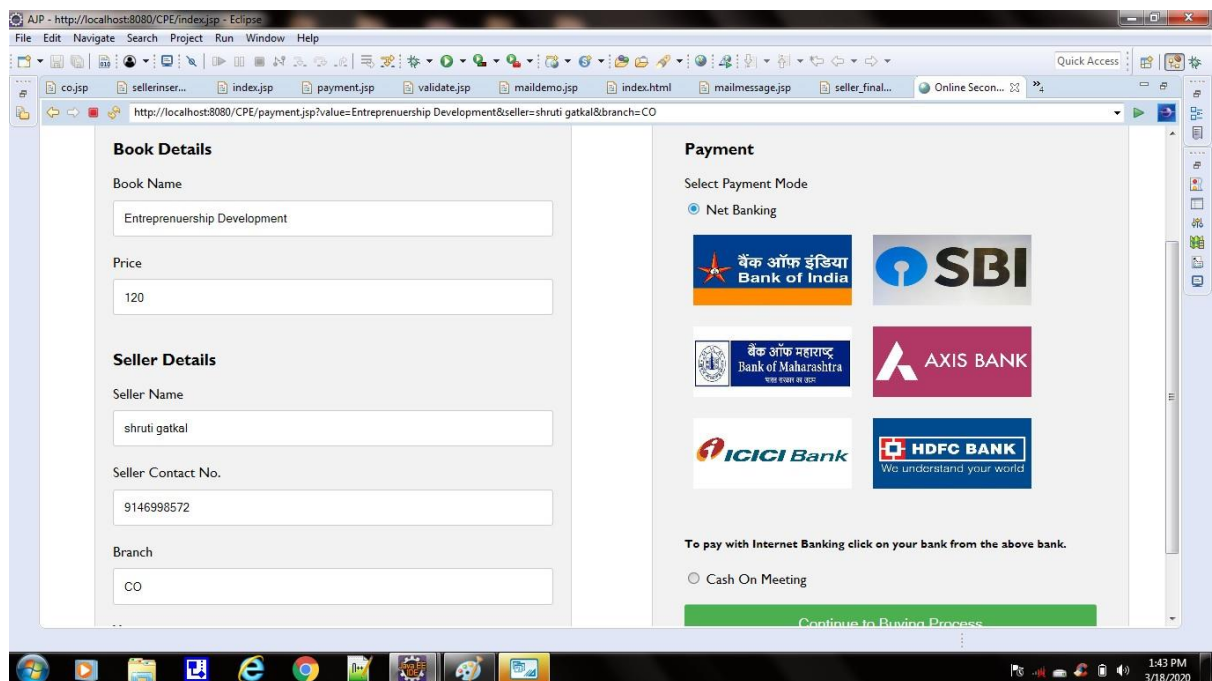 AJP - http://localhost:8080/CPE/index.jsp - Eclipse
File Edit Navigate Search Project Run Window Help
Quick Access
co.jsp sellerinser... index.jsp payment.jsp validate.jsp maildemo.jsp index.html mailmessage.jsp seller_final... Online Secon... »4
http://localhost:8080/CPE/payment.jsp?value=Entreprenuership Development&seller=shruti gatkal&branch=CO
Book Details
Book Name
Entreprenuership Development
Price
120
Seller Details
Seller Name
shruti gatkal
Seller Contact No.
9146998572
Branch
CO
Payment
Select Payment Mode
Net Banking
बैंक ऑफ़ इंडिया
Bank of India
SBI
बैंक ऑफ महाराष्ट्र
Bank of Maharashtra
AXIS BANK
ICICI Bank
HDFC BANK
We understand your world
To pay with Internet Banking click on your bank from the above bank.
Cash On Meeting
Continue to Buying Process
1:43 PM
3/18/2020